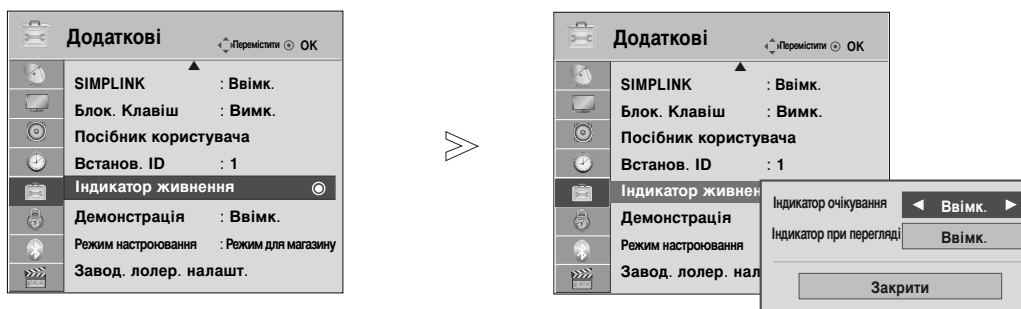 Додаткові
Перемістити OK
SIMPLINK : Ввімк.
Блок. Клавіш : Вимк.
Посібник користувача
Встанов. ID : 1
Індикатор живнення
Демонстрація : Ввімк.
Режим настроювання : Режим для магазину
Завод. лолер. налашт.
Додаткові
Перемістити OK
SIMPLINK : Ввімк.
Блок. Клавіш : Вимк.
Посібник користувача
Встанов. ID : 1
Індикатор живнен
Демонстрація
Режим настроювання
Завод. лолер. нал
Індикатор очікування Ввімк.
Індикатор при перегляді Ввімк.
Закрити